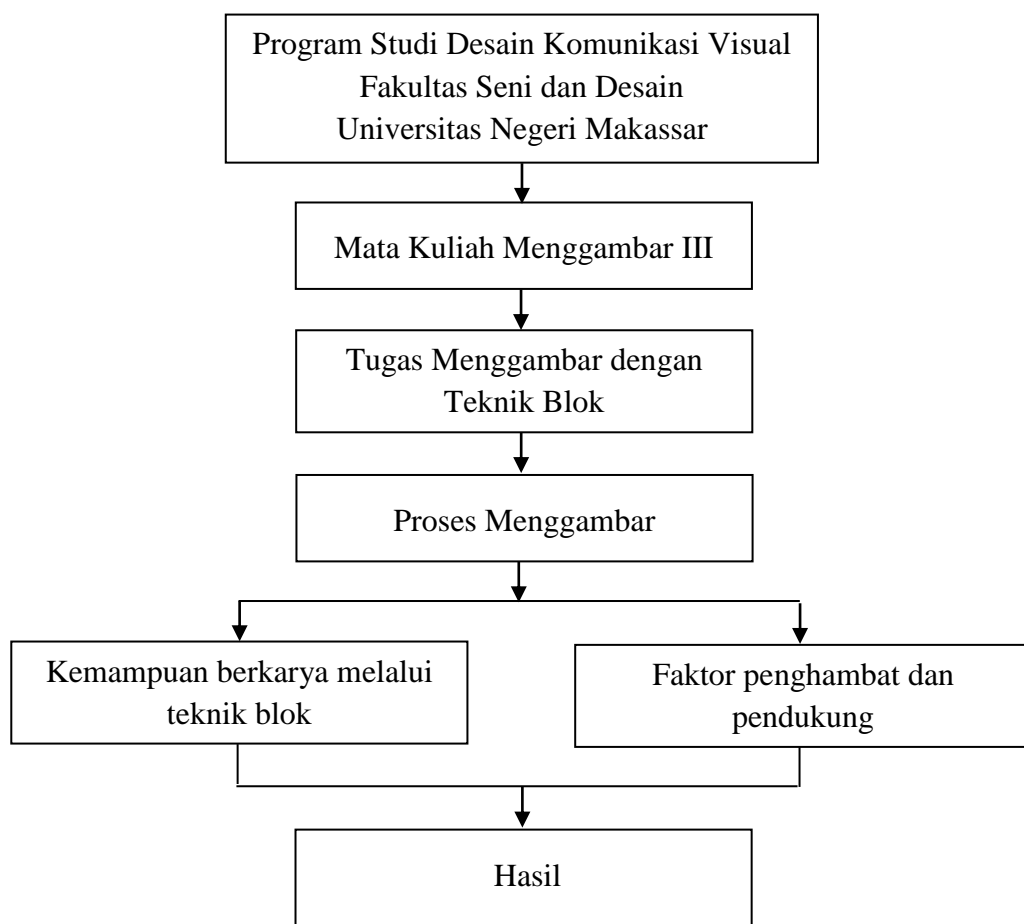 Program Studi Desain Komunikasi Visual
Fakultas Seni dan Desain
Universitas Negeri Makassar
Mata Kuliah Menggambar III
Tugas Menggambar dengan
Teknik Blok
Proses Menggambar
Kemampuan berkarya melalui
teknik blok
Faktor penghambat dan
pendukung
Hasil